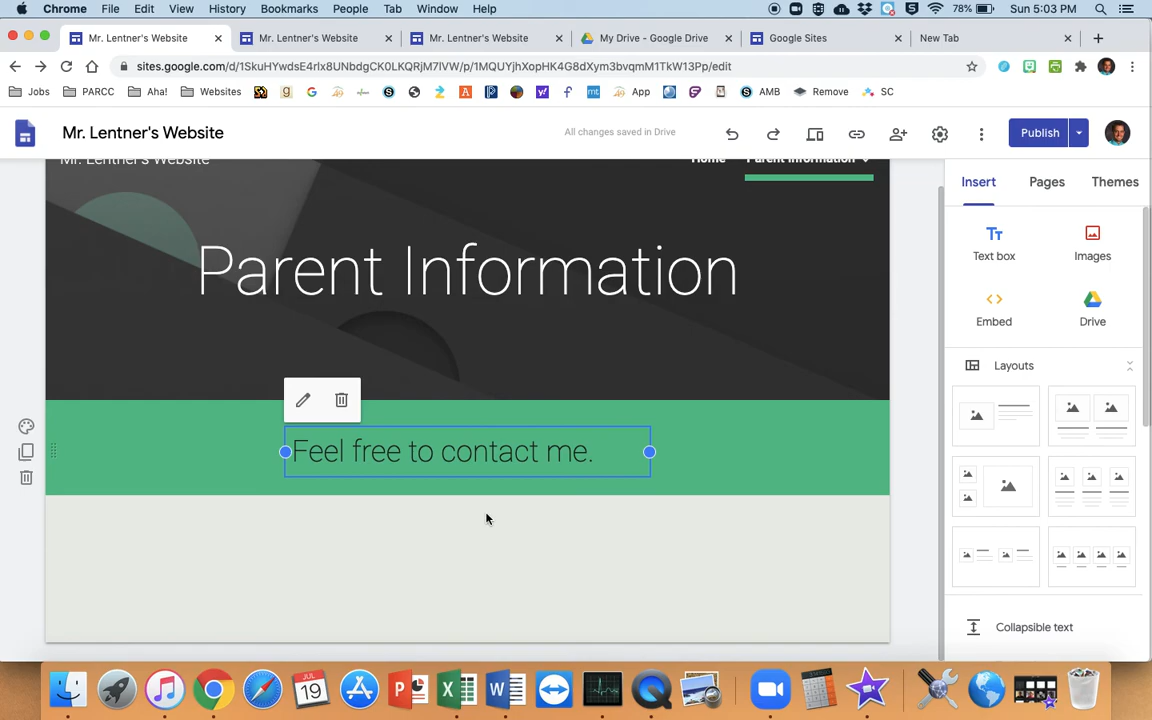 Chrome File Edit View History Bookmarks People Tab Window Help 78% Sun 5:03 PM
Mr. Lentner's Website Mr. Lentner's Website Mr. Lentner's Website My Drive - Google Drive Google Sites New Tab
sites.google.com/d/1SkuHYwdsE4rlx8UNbdgCK0LKQRjM7lVW/p/1MQUYjhXopHK4G8dXym3bvqmM1TkW13Pp/edit
Jobs PARCC Aha! Websites App AMB Remove SC
Mr. Lentner's Website All changes saved in Drive Publish
Mr. Lentner's Website Home Parent Information
Insert Pages Themes
Text box Images
Parent Information
Embed Drive
Layouts
Feel free to contact me.
Collapsible text
JUL
19